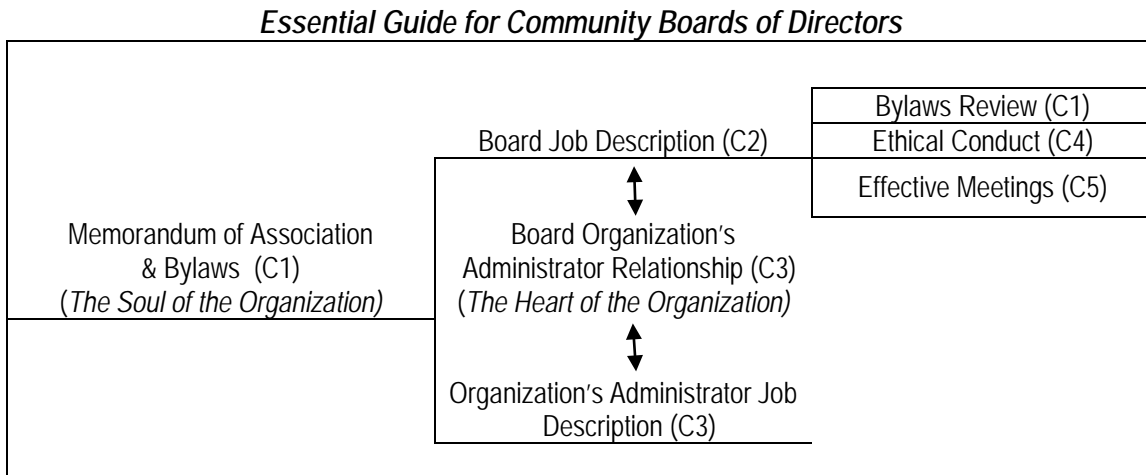 Essential Guide for Community Boards of Directors
Bylaws Review (C1)
Board Job Description (C2)
Ethical Conduct (C4)
Effective Meetings (C5)
Memorandum of Association
& Bylaws (C1)
(The Soul of the Organization)
Board Organization's
Administrator Relationship (C3)
(The Heart of the Organization)
Organization's Administrator Job
Description (C3)